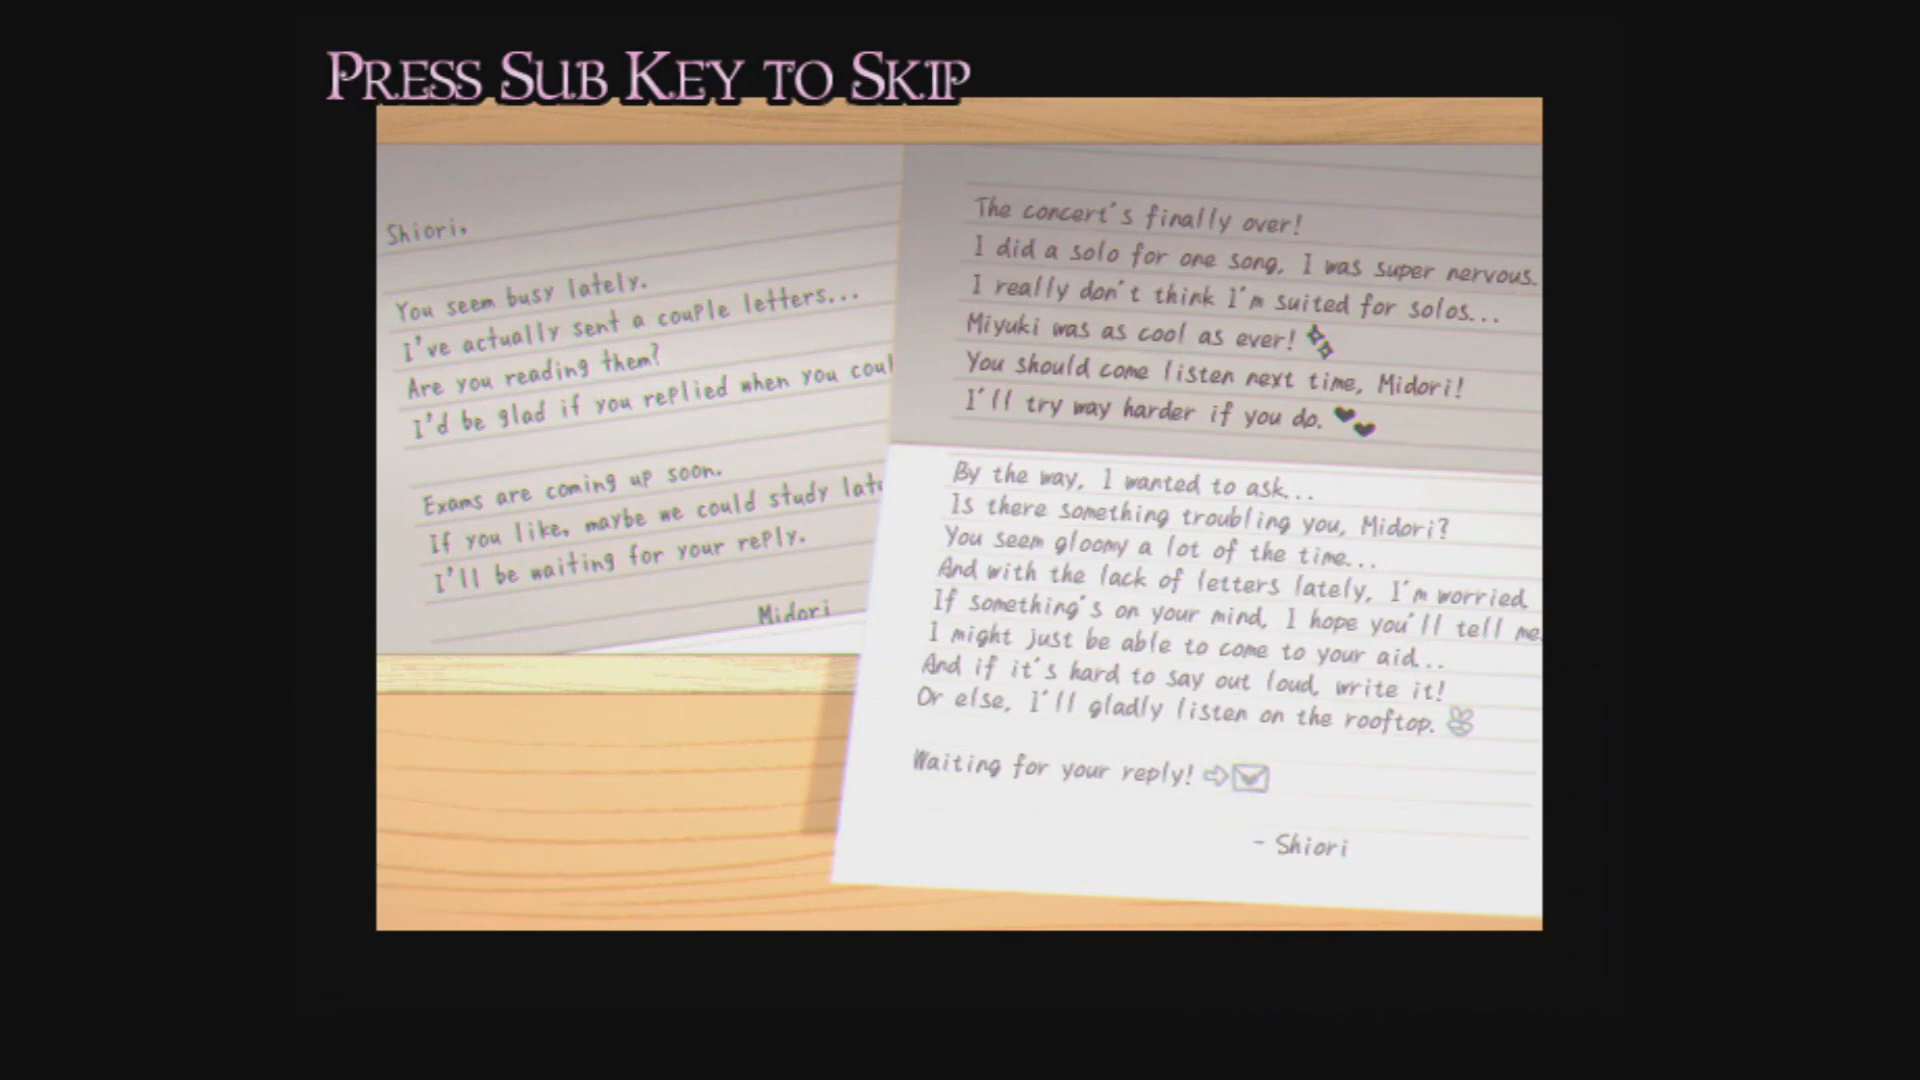 PRESS SUB KEY TO SKIP
Shiori,
You seem busy lately.
I've actually sent a couple letters...
Are you reading them?
I'd be glad if you replied when you
Exams are coming up soon.
If you like, maybe we could study
I'll be waiting for your reply.
Midori
The concert's finally over!
I did a solo for one song, I was super nervous.
I really don't think I'm suited for solos...
Miyuki was as cool as ever!
You should come listen next time, Midori!
I'll try way harder if you do.
By the way, I wanted to ask...
Is there something troubling you, Midori?
You seem gloomy a lot of the time...
And with the lack of letters lately, I'm worried.
If something's on your mind, I hope you'll tell me
I might just be able to come to your aid...
And if it's hard to say out loud, write it!
Or else, I'll gladly listen on the rooftop.
Waiting for your reply!
- Shiori